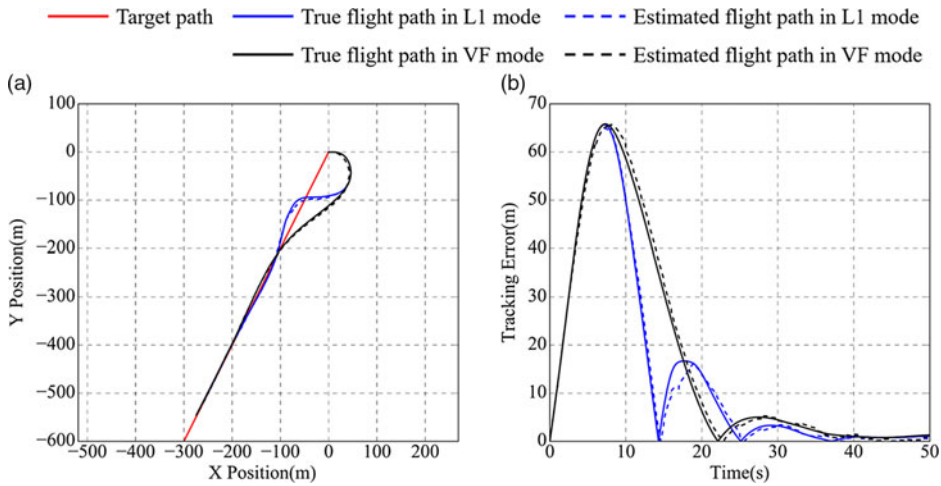 Target path
True flight path in L1 mode
Estimated flight path in L1 mode
True flight path in VF mode
Estimated flight path in VF mode
(a)
100
0
−100
−200
−300
−400
−500
−600
Y Position(m)
−500 −400 −300 −200 −100 0 100 200
X Position(m)
(b)
70
60
50
40
30
20
10
0
Tracking Error(m)
0 10 20 30 40 50
Time(s)